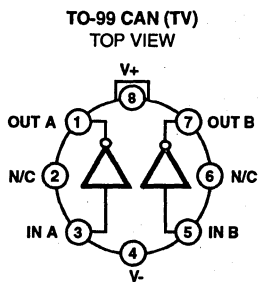 TO-99 CAN (TV)
TOP VIEW
V+
8
OUT A 1 7 OUT B
N/C 2 6 N/C
IN A 3 5 IN B
4
V-